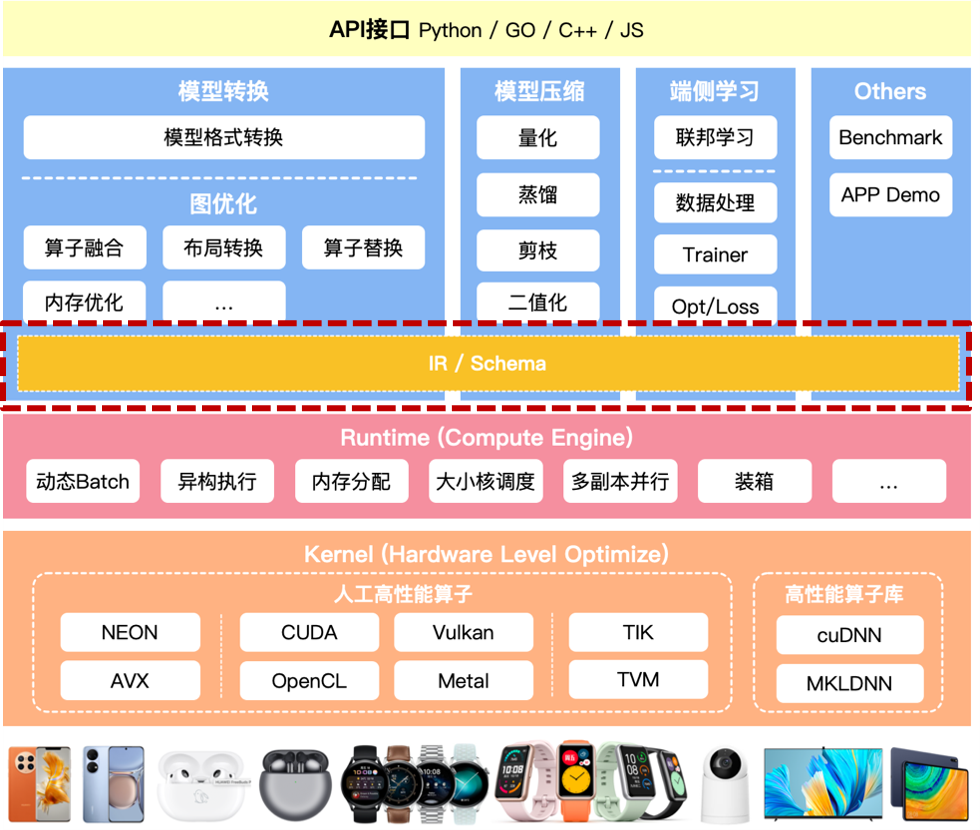 API接口 Python / GO / C++ / JS
模型转换
模型格式转换
图优化
算子融合
布局转换
算子替换
内存优化
...
模型压缩
量化
蒸馏
剪枝
二值化
端侧学习
联邦学习
数据处理
Trainer
Opt/Loss
Others
Benchmark
APP Demo
IR / Schema
Runtime (Compute Engine)
动态Batch
异构执行
内存分配
大小核调度
多副本并行
装箱
...
Kernel (Hardware Level Optimize)
人工高性能算子
NEON
CUDA
Vulkan
TIK
AVX
OpenCL
Metal
TVM
高性能算子库
cuDNN
MKLDNN